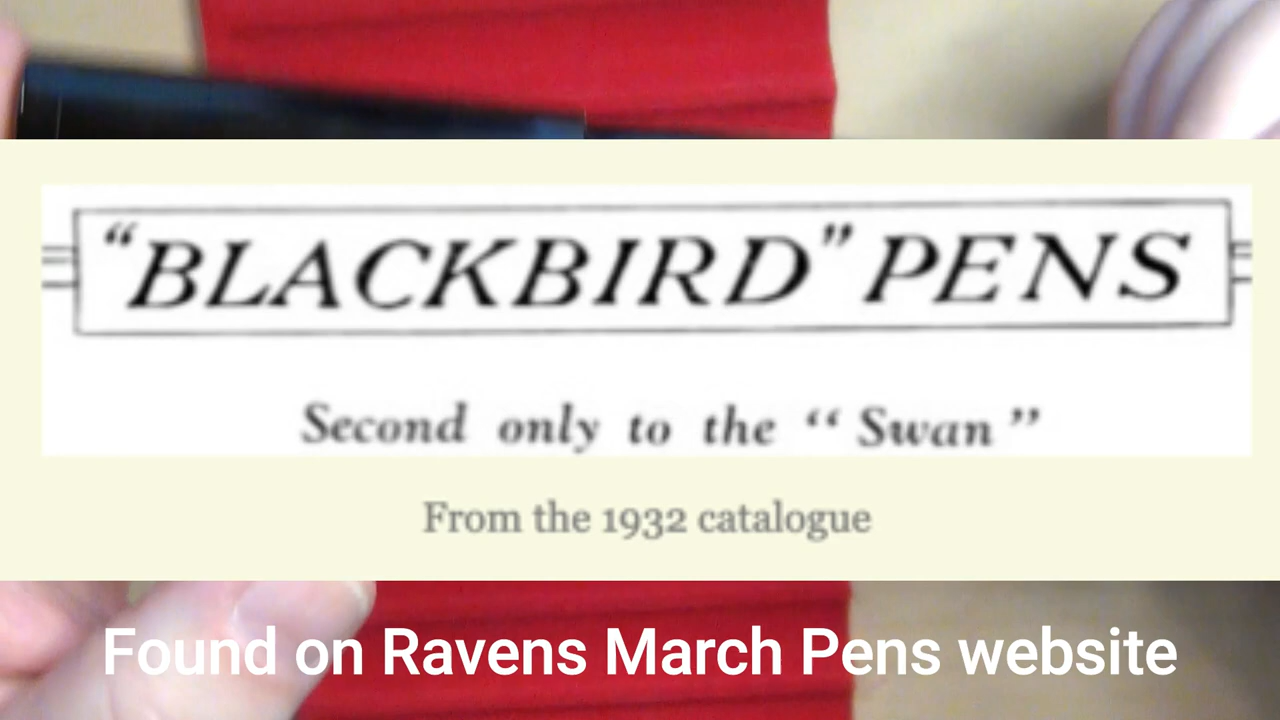 “BLACKBIRD” PENS
Second only to the “Swan”
From the 1932 catalogue
Found on Ravens March Pens website